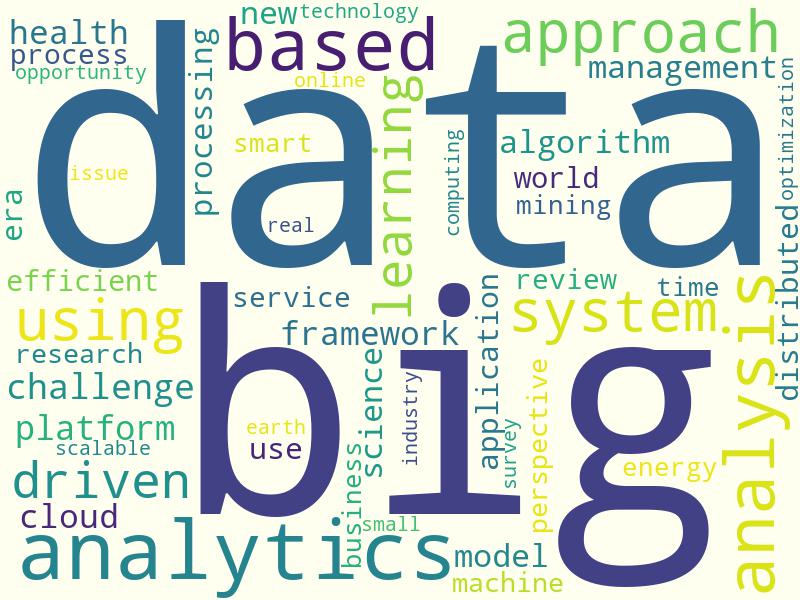 health
new
technology
based
approach
process
opportunity
processing
online
learning
management
optimization
data
smart
computing
algorithm
issue
world
era
real
mining
distributed
efficient
service
review
time
using
framework
application
system
analysis
research
challenge
science
industry
big
platform
earth
use
survey
perspective
scalable
business
energy
driven
cloud
small
analytics
model
machine